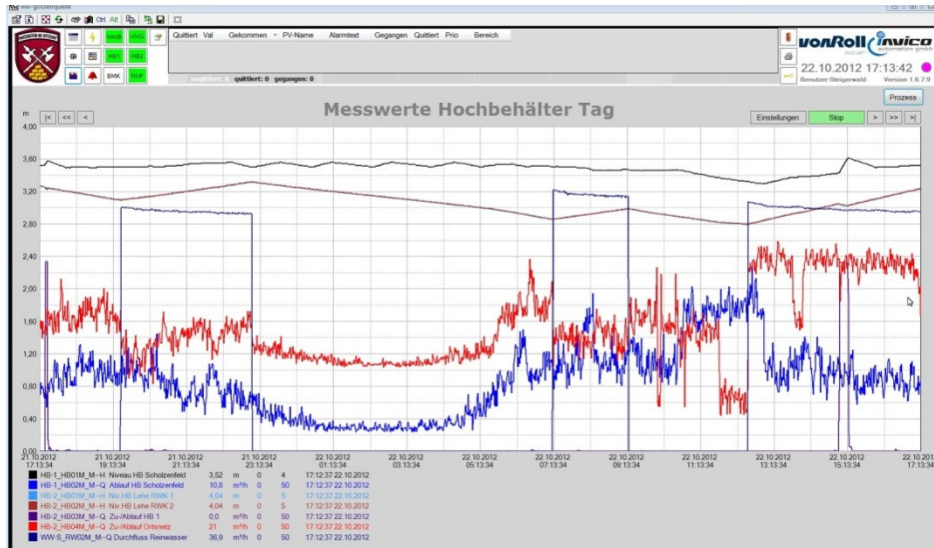 ww-gossenquelle
Ctrl AB
Quittiert Val Gekommen PV-Name Alarmtext Gegangen Quittiert Prio Bereich
HB1 HB2
BMK
quittiert: 0 gegangen: 0
vonRoll invico
automation gmbh
22.10.2012 17:13:42
Benutzer:Steigerwald Version 1.6.7.9
Prozess
Messwerte Hochbehälter Tag
|< << < Einstellungen Stop > >> >|
m
4,00
3,60
3,20
2,80
2,40
2,00
1,60
1,20
0,80
0,40
0,00
21.10.2012 21.10.2012 21.10.2012 21.10.2012 22.10.2012 22.10.2012 22.10.2012 22.10.2012 22.10.2012 22.10.2012 22.10.2012 22.10.2012 22.10.2012
17:13:34 19:13:34 21:13:34 23:13:34 01:13:34 03:13:34 05:13:34 07:13:34 09:13:34 11:13:34 13:13:34 15:13:34 17:13:34
HB-1_HB01M_M--H Niveau HB Scholzenfeld 3,52 m 0 4 17:12:37 22.10.2012
HB-1_HB02M_M--Q Ablauf HB Scholzenfeld 10,8 m³/h 0 50 17:12:37 22.10.2012
HB-2_HB01M_M--H Niv.HB Lehe RWK 1 4,04 m 0 5 17:12:37 22.10.2012
HB-2_HB02M_M--H Niv.HB Lehe RWK 2 4,04 m 0 5 17:12:37 22.10.2012
HB-2_HB03M_M--Q Zu-/Ablauf HB 1 0,0 m³/h 0 50 17:12:37 22.10.2012
HB-2_HB04M_M--Q Zu-/Ablauf Ortsnetz 21 m³/h 0 50 17:12:37 22.10.2012
WW-S_RW02M_M--Q Durchfluss Reinwasser 36,9 m³/h 0 50 17:12:37 22.10.2012